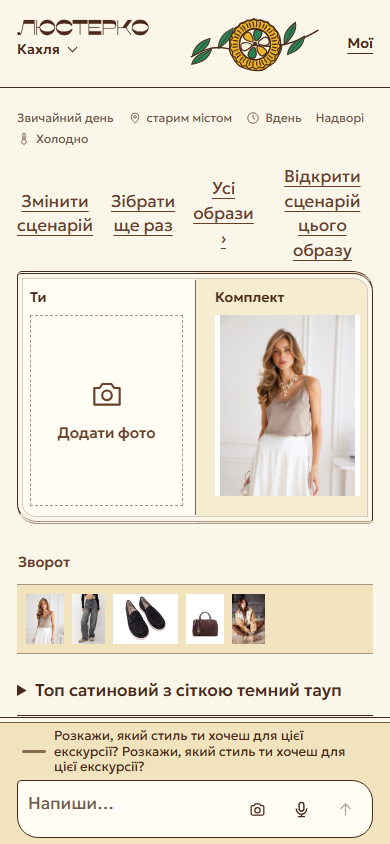 ЛЮСТЕРКО
Кахля
Мої
Звичайний день старим містом Вдень Надворі
Холодно
Змінити сценарій
Зібрати ще раз
Усі образи ›
Відкрити сценарій цього образу
Ти
Комплект
Додати фото
Зворот
Топ сатиновий з сіткою темний тауп
Розкажи, який стиль ти хочеш для цієї
екскурсії? Розкажи, який стиль ти хочеш для
цієї екскурсії?
Напиши...